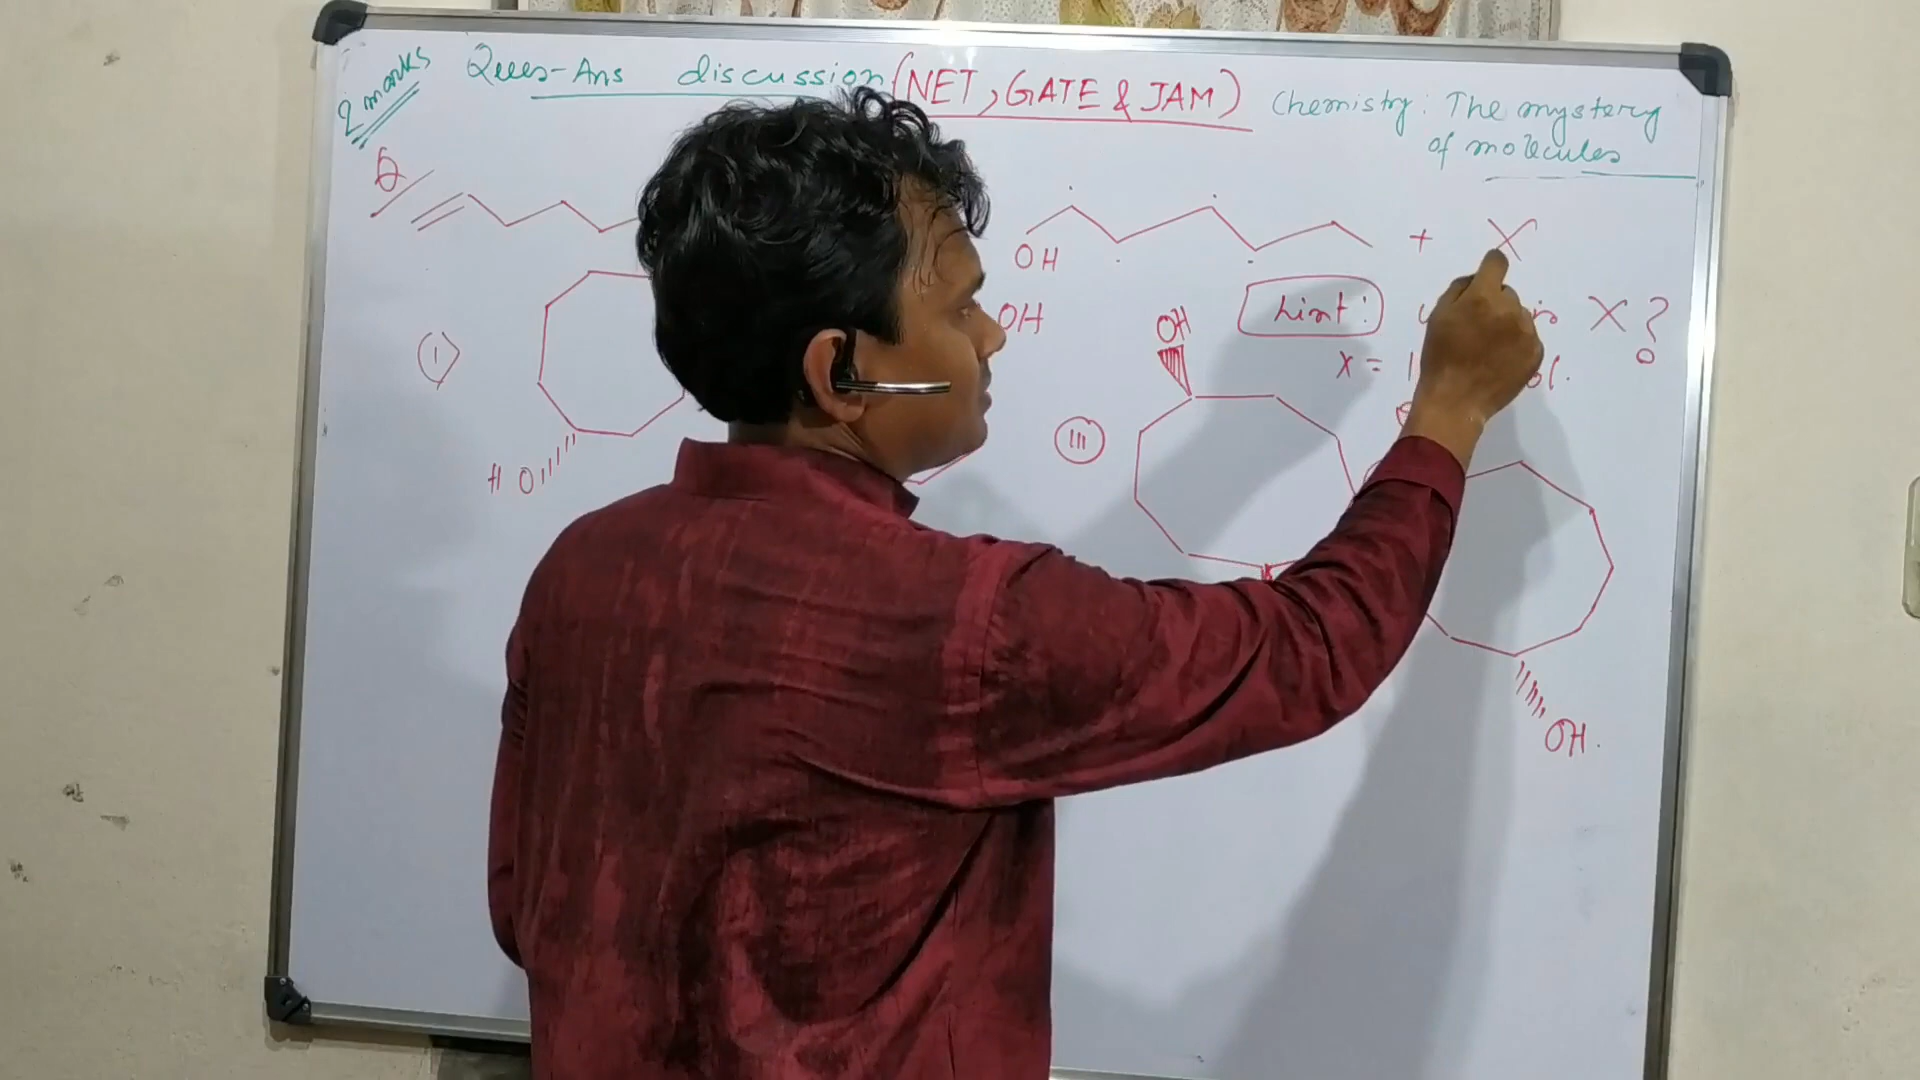 2 marks
Ques-Ans discussion (NET, GATE & JAM)
Chemistry: The mystery
of molecules
Q
+ X
OH
OH
hint:
X?
X =
OH
I
III
HO
OH.